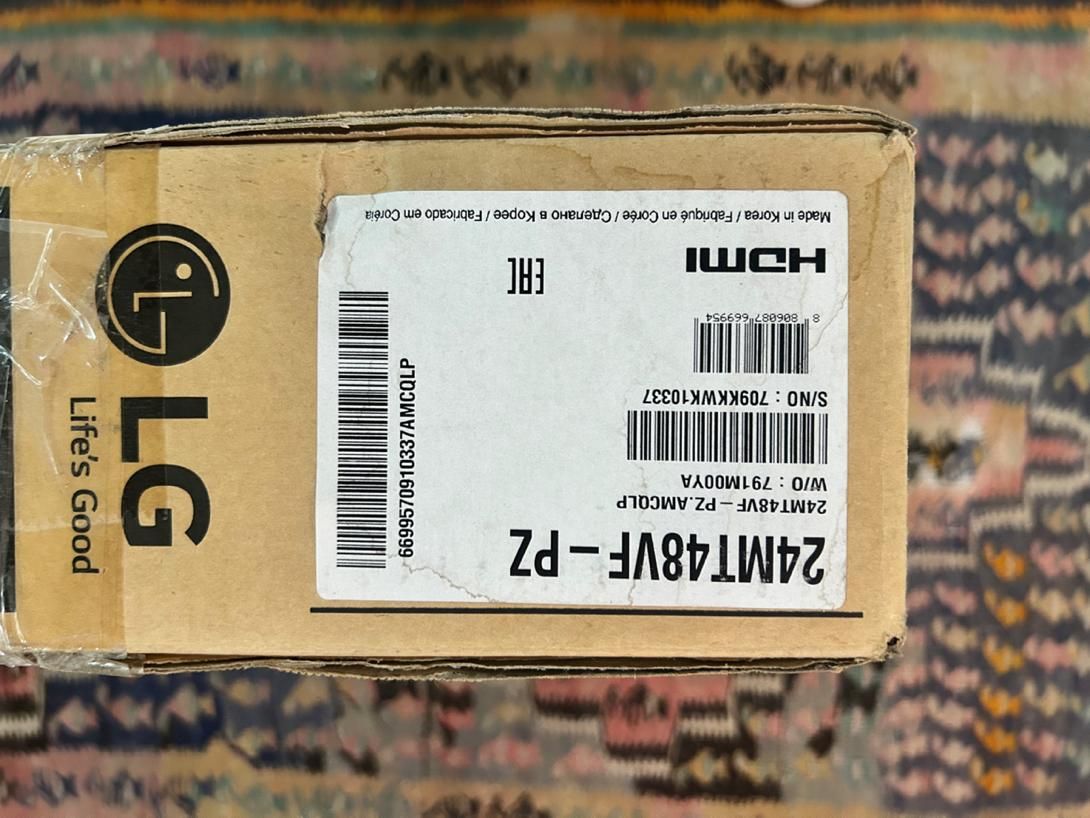 LG
Life's Good
24MT48VF-PZ
24MT48VF-PZ.AMCQLP
W/O : 791M00YA
S/NO : 709KKWK10337
8 806087 669954
HDMI
Made in Korea / Fabriqué en Corée / Сделано в Корее / Fabricado em Coréia
EAC
6699570910337AMCQLP